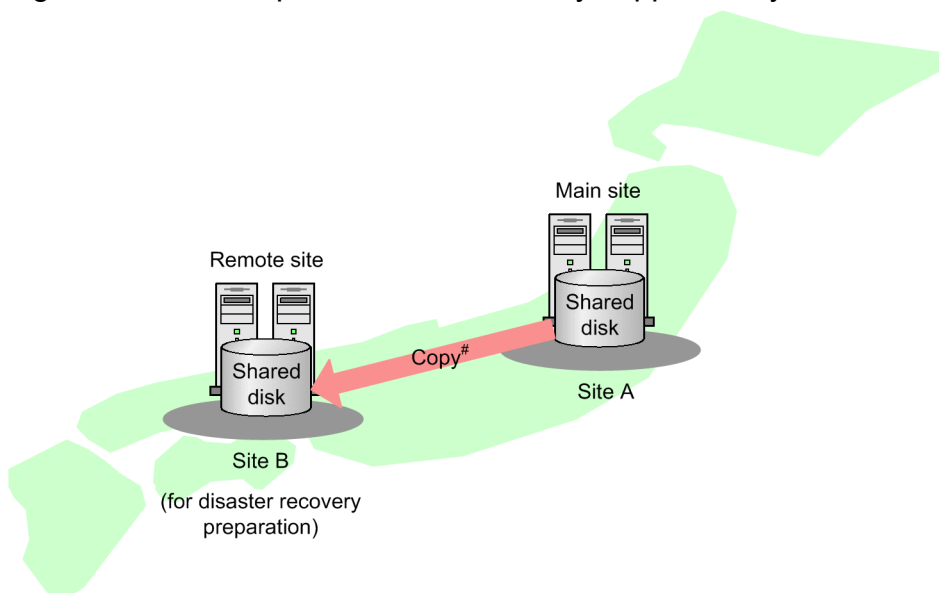 Main site
Remote site
Shared
disk
Copy#
Shared
disk
Site A
Site B
(for disaster recovery
preparation)